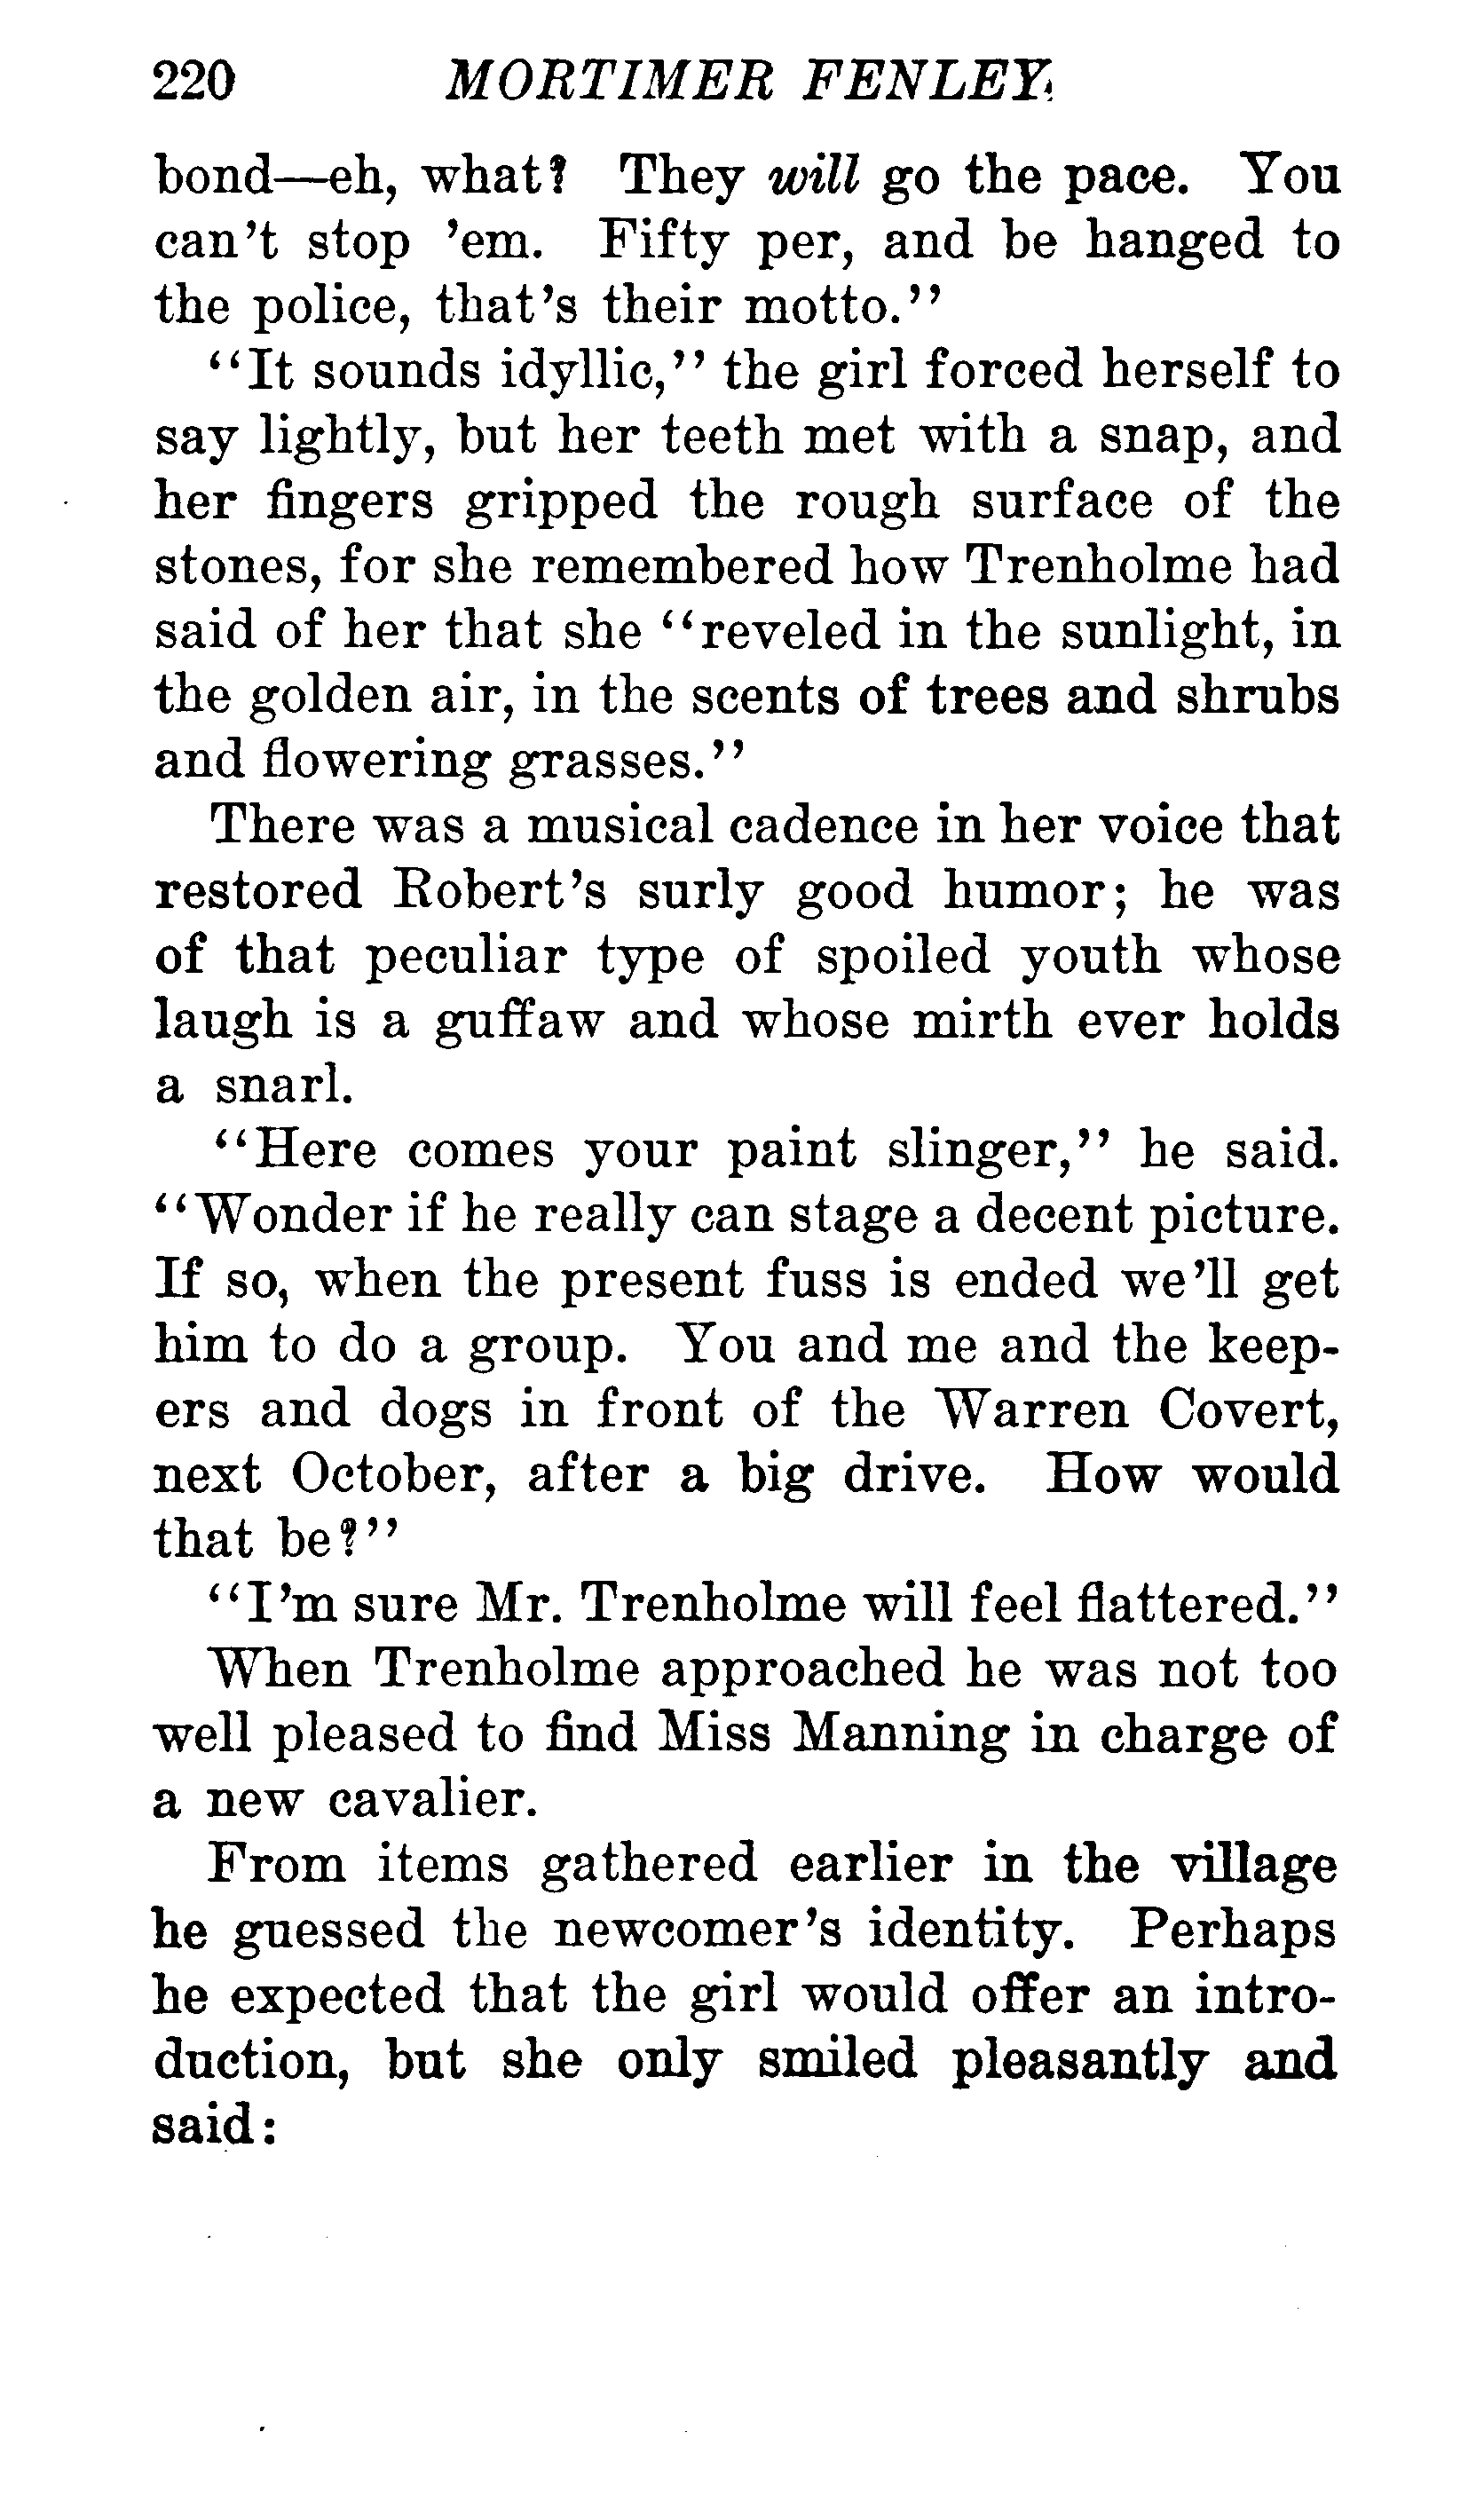 220 MORTIMER FENLEY
bond—eh, what? They will go the pace. You
can't stop 'em. Fifty per, and be hanged to
the police, that's their motto."
"It sounds idyllic," the girl forced herself to
say lightly, but her teeth met with a snap, and
her fingers gripped the rough surface of the
stones, for she remembered how Trenholme had
said of her that she "reveled in the sunlight, in
the golden air, in the scents of trees and shrubs
and flowering grasses."
There was a musical cadence in her voice that
restored Robert's surly good humor; he was
of that peculiar type of spoiled youth whose
laugh is a guffaw and whose mirth ever holds
a snarl.
"Here comes your paint slinger," he said.
"Wonder if he really can stage a decent picture.
If so, when the present fuss is ended we'll get
him to do a group. You and me and the keep-
ers and dogs in front of the Warren Covert,
next October, after a big drive. How would
that be?"
"I'm sure Mr. Trenholme will feel flattered."
When Trenholme approached he was not too
well pleased to find Miss Manning in charge of
a new cavalier.
From items gathered earlier in the village
he guessed the newcomer's identity. Perhaps
he expected that the girl would offer an intro-
duction, but she only smiled pleasantly and
said: